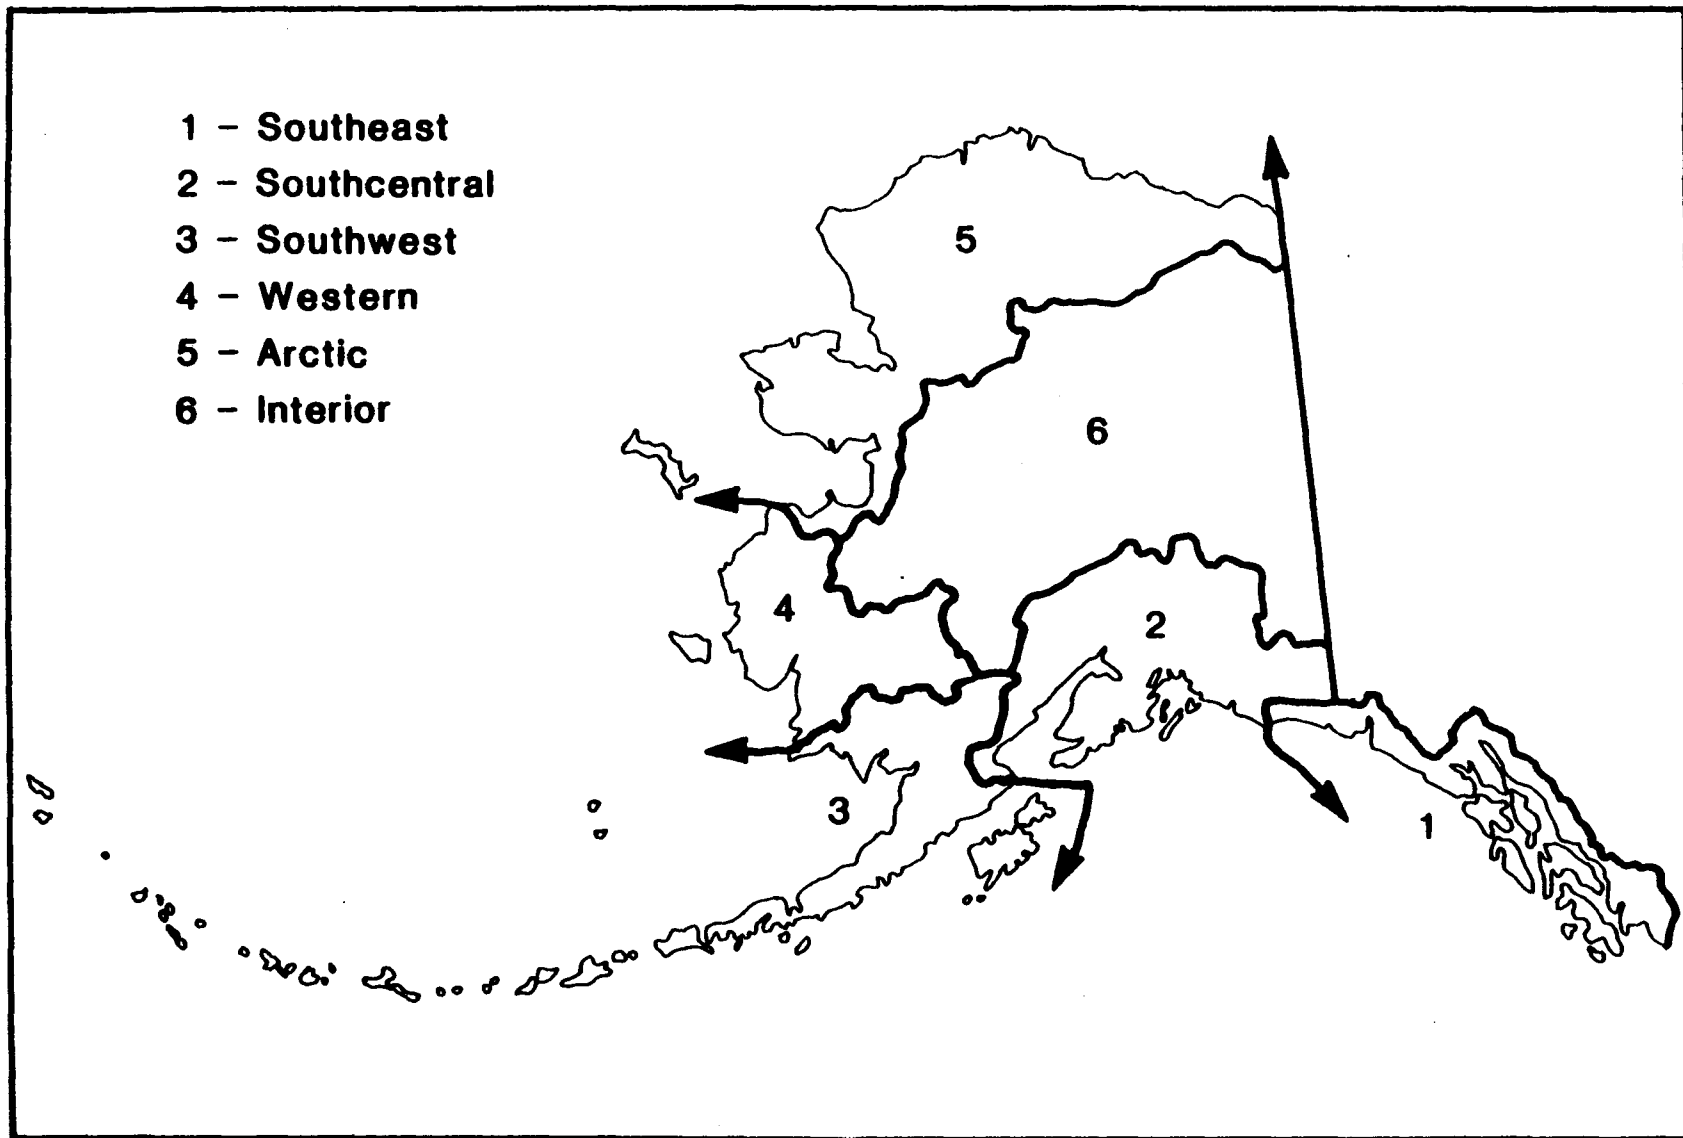 1 – Southeast
2 – Southcentral
3 – Southwest
4 – Western
5 – Arctic
6 – Interior
5
6
4
2
3
1